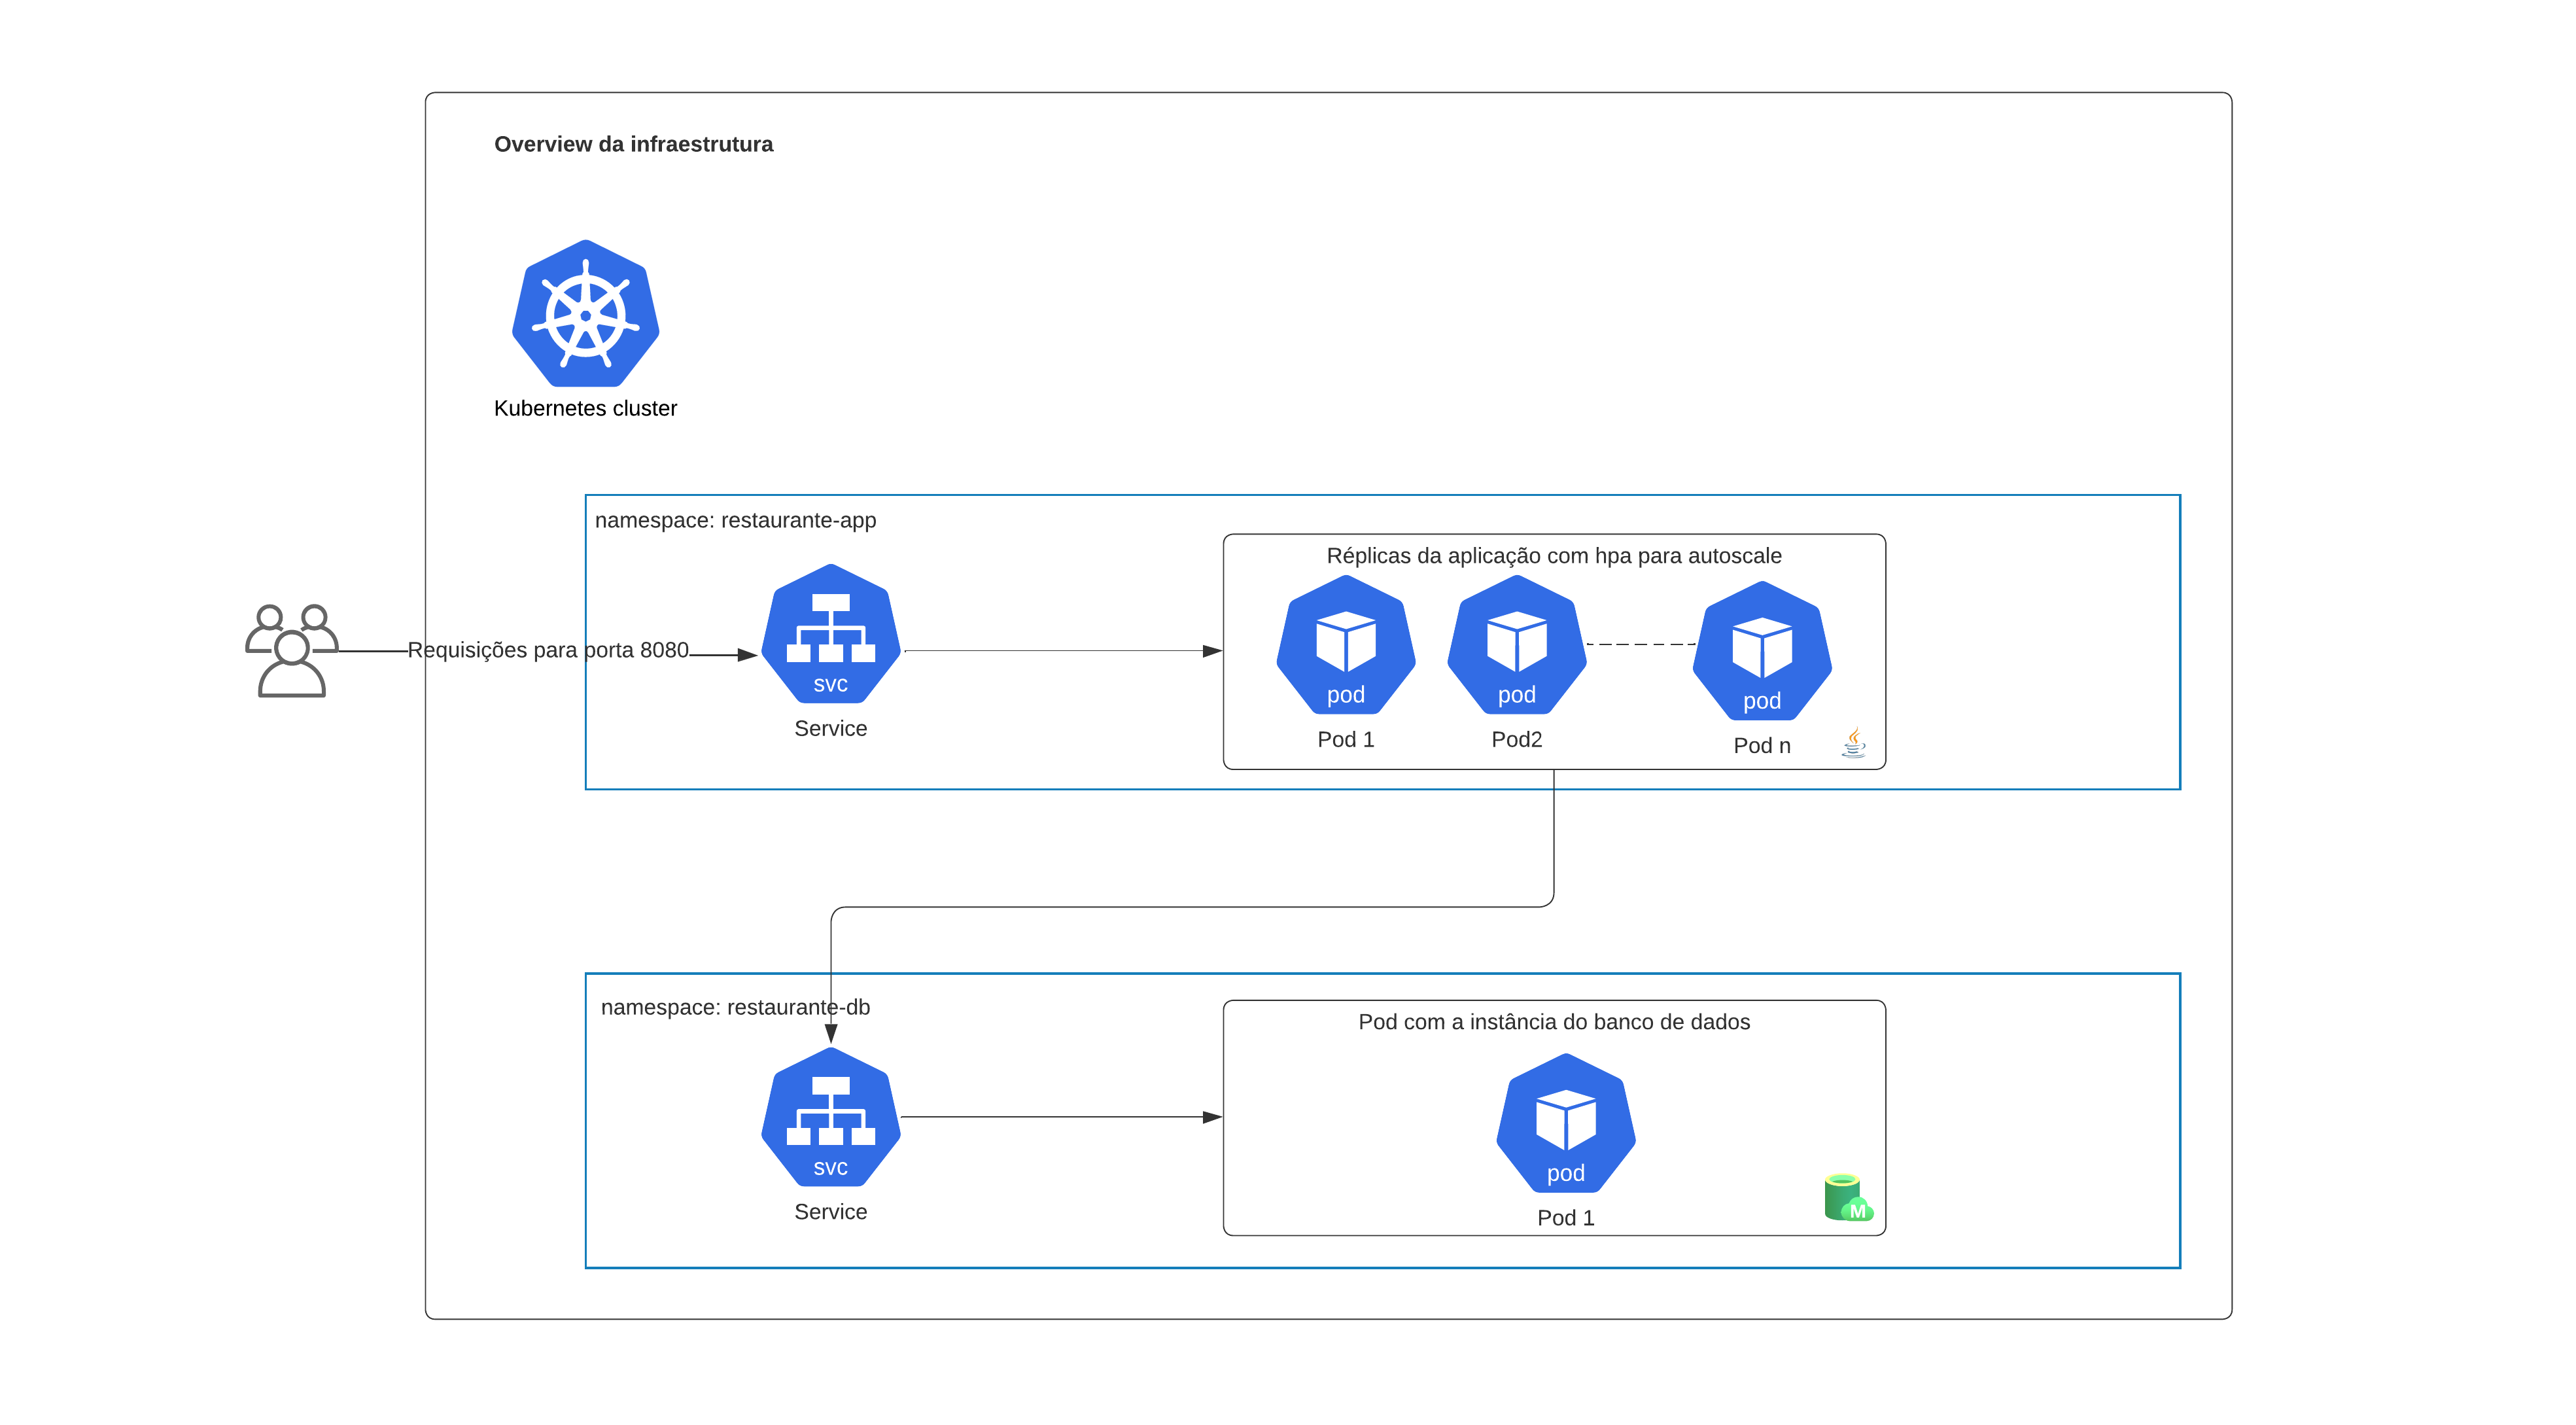 Overview da infraestrutura
Kubernetes cluster
namespace: restaurante-app
Réplicas da aplicação com hpa para autoscale
Requisições para porta 8080
svc
Service
pod
Pod 1
pod
Pod2
pod
Pod n
namespace: restaurante-db
Pod com a instância do banco de dados
svc
Service
pod
Pod 1
M